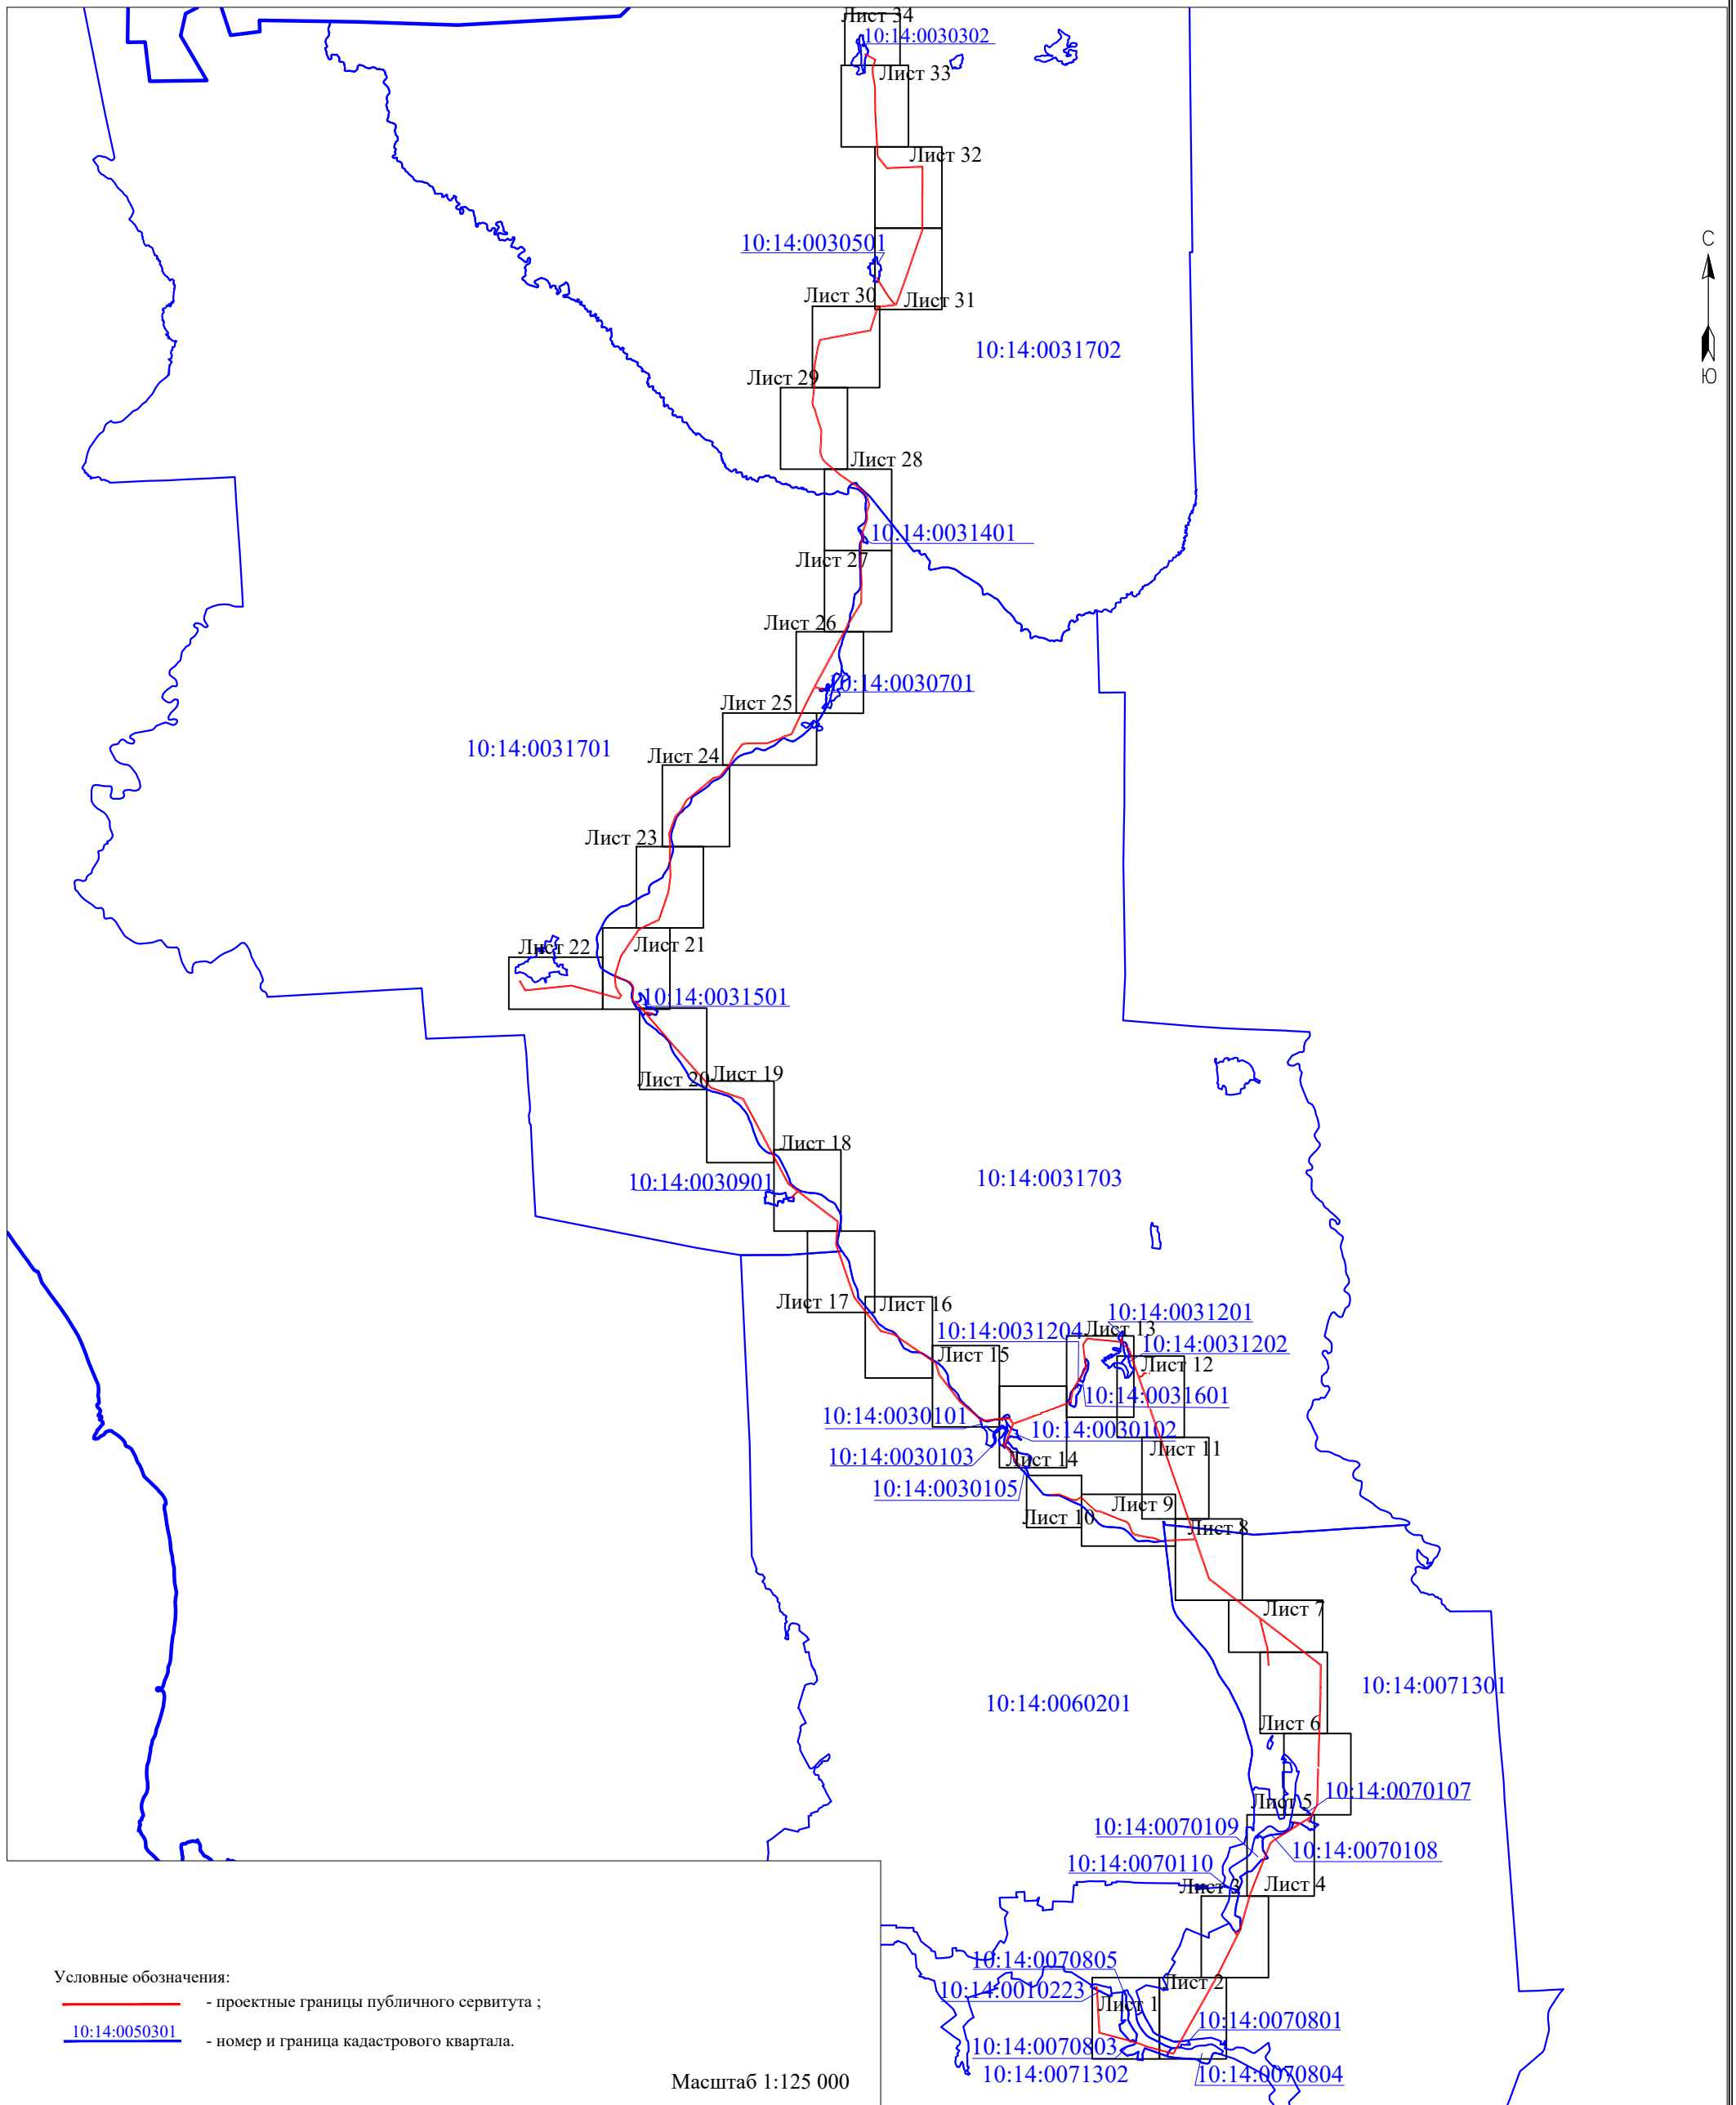 Лист 34
10:14:0030302
Лист 33
Лист 32
С
10:14:0030501
Лист 30
Лист 31
10:14:0031702
Ю
Лист 29
Лист 28
10:14:0031401
Лист 27
Лист 26
10:14:0030701
Лист 25
10:14:0031701
Лист 24
Лист 23
Лист 22
Лист 21
10:14:0031501
Лист 20
Лист 19
Лист 18
10:14:0030901
10:14:0031703
Лист 17
Лист 16
10:14:0031201
10:14:0031204
Лист 13
10:14:0031202
Лист 15
Лист 12
10:14:0031601
10:14:0030101
10:14:0030102
Лист 11
10:14:0030103
Лист 14
10:14:0030105
Лист 9
Лист 10
Лист 8
Лист 7
10:14:0071301
10:14:0060201
Лист 6
10:14:0070107
Лист 5
10:14:0070109
10:14:0070108
10:14:0070110
Лист 3
Лист 4
10:14:0070805
Лист 2
10:14:0010223
Лист 1
10:14:0070801
10:14:0070803
10:14:0071302
10:14:0070804
Условные обозначения:
- проектные границы публичного сервитута ;
10:14:0050301
- номер и граница кадастрового квартала.
Масштаб 1:125 000